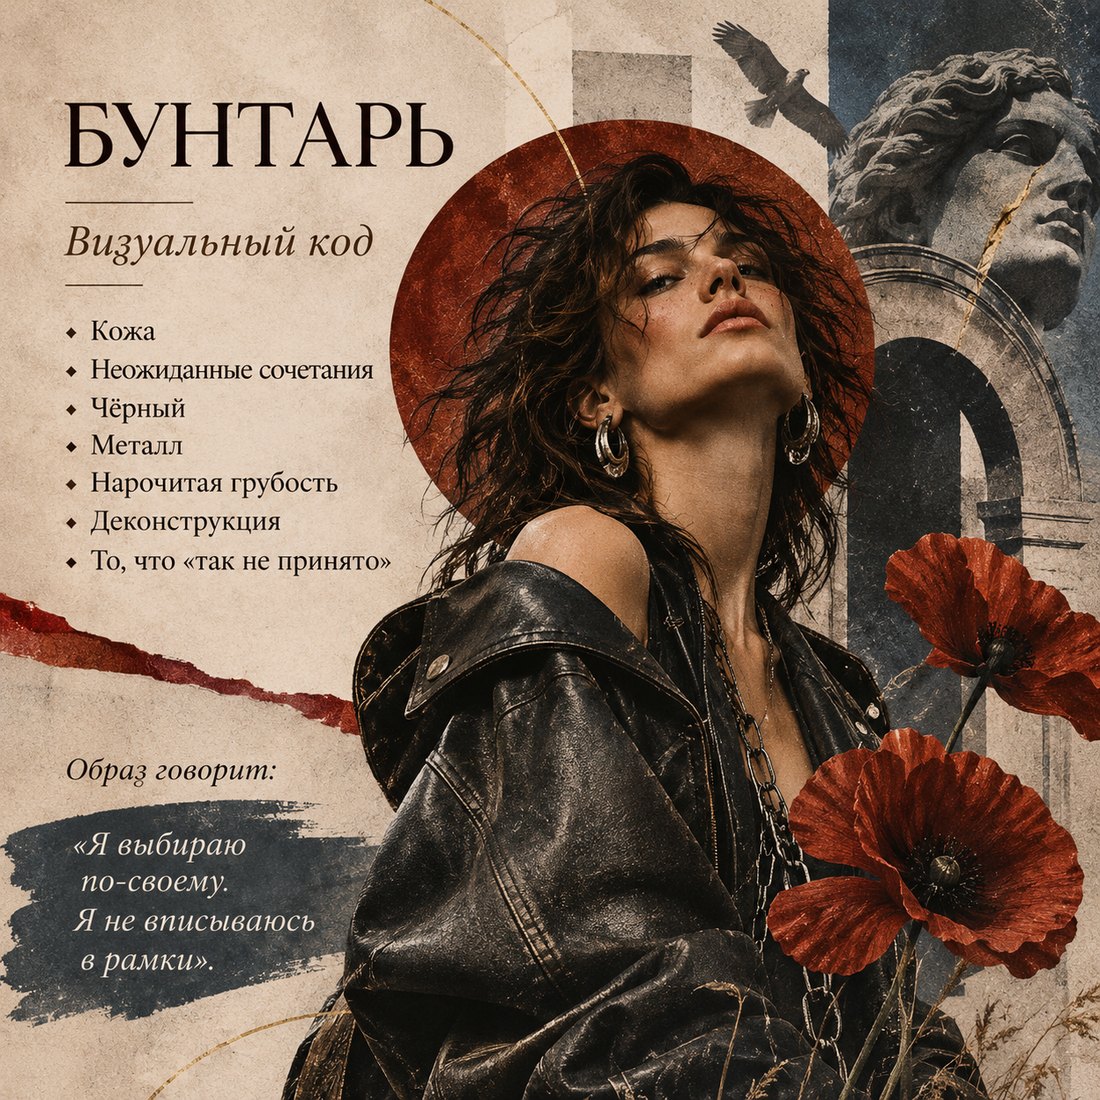 БУНТАРЬ
Визуальный код
⬥ Кожа
⬥ Неожиданные сочетания
⬥ Чёрный
⬥ Металл
⬥ Нарочитая грубость
⬥ Деконструкция
⬥ То, что «так не принято»
Образ говорит:
«Я выбираю
по-своему.
Я не вписываюсь
в рамки».